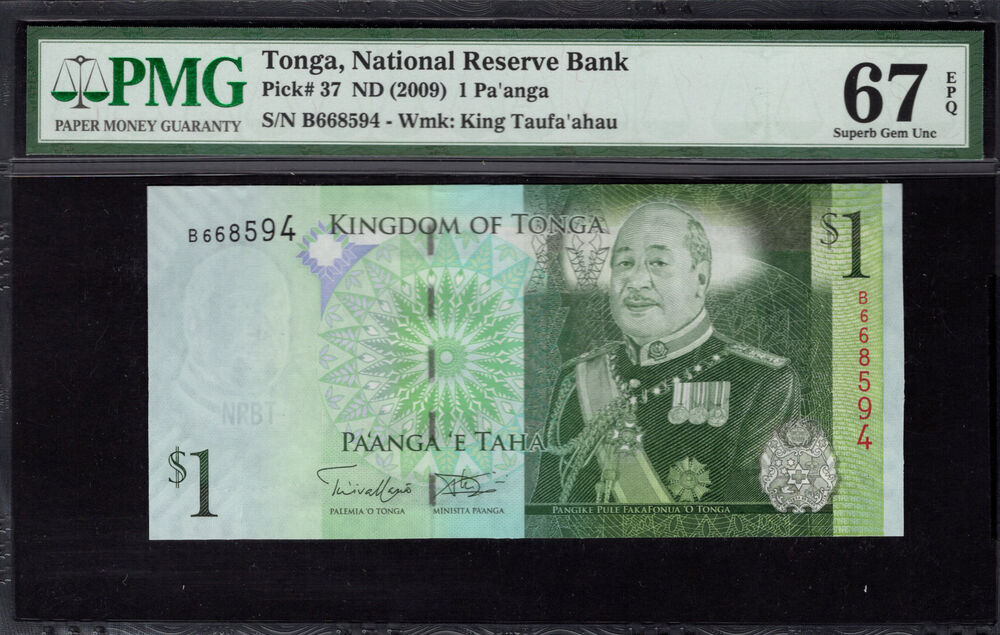 PMG
PAPER MONEY GUARANTY
Tonga, National Reserve Bank
Pick# 37 ND (2009) 1 Pa'anga
S/N B668594 - Wmk: King Taufa'ahau
67
EPQ
Superb Gem Unc
B668594
KINGDOM OF TONGA
$1
B668594
NRBT
PA'ANGA 'E TAHA
$1
PALEMIA 'O TONGA
MINISITA PA'ANGA
PANGIKE PULE FAKAFONUA 'O TONGA